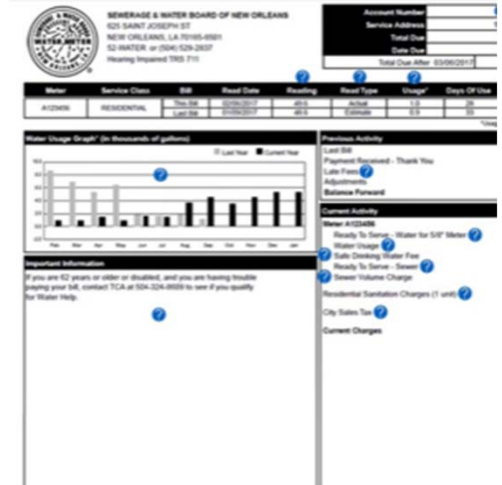 SEWERAGE & WATER BOARD OF NEW ORLEANS
625 SAINT JOSEPH ST
NEW ORLEANS, LA 70165-6501
52-WATER or (504) 529-2837
Hearing Impaired TRS 711
Account Number
Service Address
Total Due
Date Due
Total Due After 03/06/2017
Meter Service Class Bill Read Date Reading Read Type Usage* Days Of Use
A123456 RESIDENTIAL This Bill 02/06/2017 Actual 1.0 28
Last Bill 01/09/2017 Estimate 0.9 33
Water Usage Graph* (in thousands of gallons)
Last Year Current Year
Feb Mar Apr May Jun Jul Aug Sep Oct Nov Dec Jan
Previous Activity
Last Bill
Payment Received - Thank You
Late Fees
Adjustments
Balance Forward
Current Activity
Meter A123456
Ready To Serve - Water for 5/8" Meter
Water Usage
Safe Drinking Water Fee
Ready To Serve - Sewer
Sewer Volume Charge
Residential Sanitation Charges (1 unit)
City Sales Tax
Current Charges
Important Information
If you are 62 years or older or disabled, and you are having trouble
paying your bill, contact TCA at 504-324-8609 to see if you qualify
for Water Help.